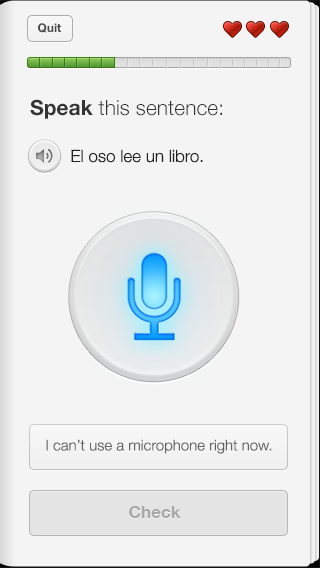 Quit
Speak this sentence:
El oso lee un libro.
I can't use a microphone right now.
Check